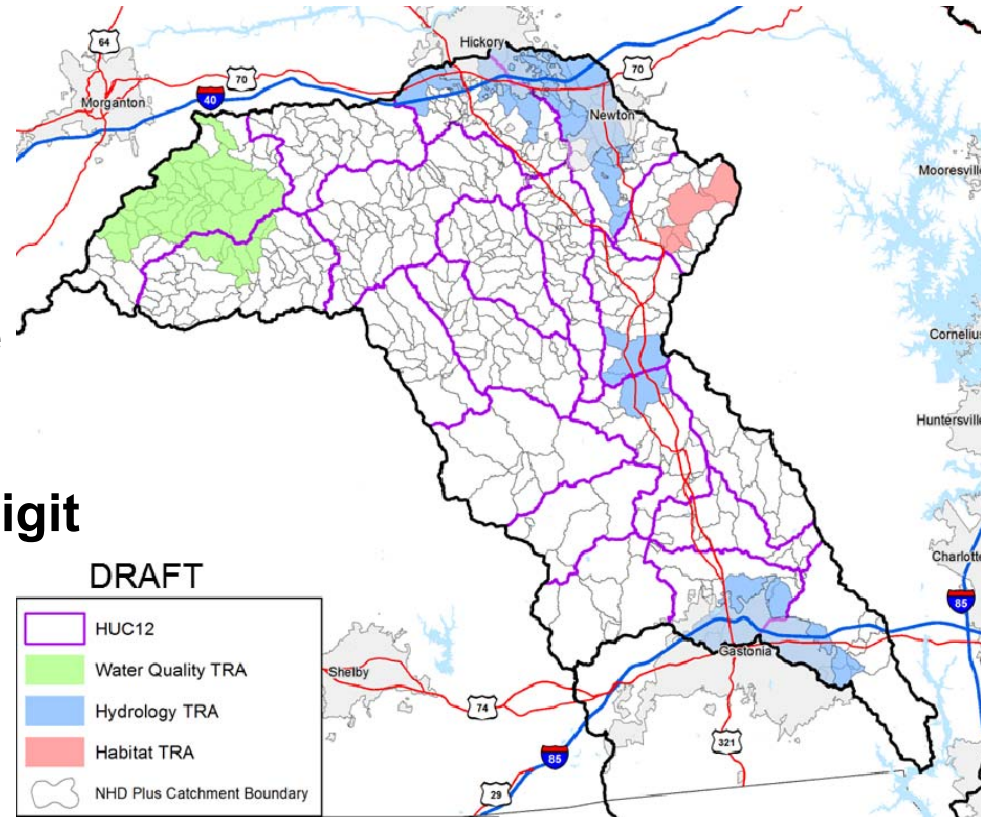 64
Hickory
70
70
40
Morganton
Newton
Mooresville
Cornelius
Huntersville
igit
DRAFT
HUC12
Water Quality TRA
Hydrology TRA
Habitat TRA
NHD Plus Catchment Boundary
Charlotte
85
Gastonia
Shelby
74
321
85
29